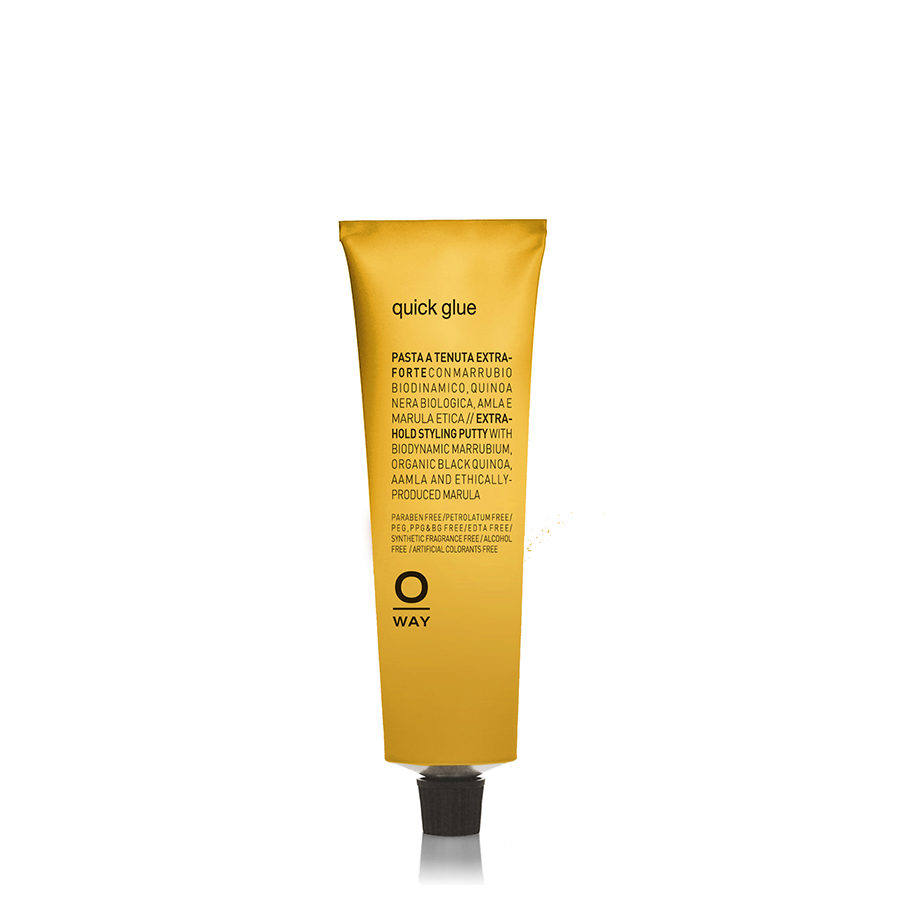 quick glue
PASTA A TENUTA EXTRA-
FORTE CON MARRUBIO
BIODINAMICO, QUINOA
NERA BIOLOGICA, AMLA E
MARULA ETICA // EXTRA-
HOLD STYLING PUTTY WITH
BIODYNAMIC MARRUBIUM,
ORGANIC BLACK QUINOA,
AAMLA AND ETHICALLY-
PRODUCED MARULA
PARABEN FREE/PETROLATUM FREE/
PEG, PPG&BG FREE/EDTA FREE/
SYNTHETIC FRAGRANCE FREE/ALCOHOL
FREE /ARTIFICIAL COLORANTS FREE
O
WAY